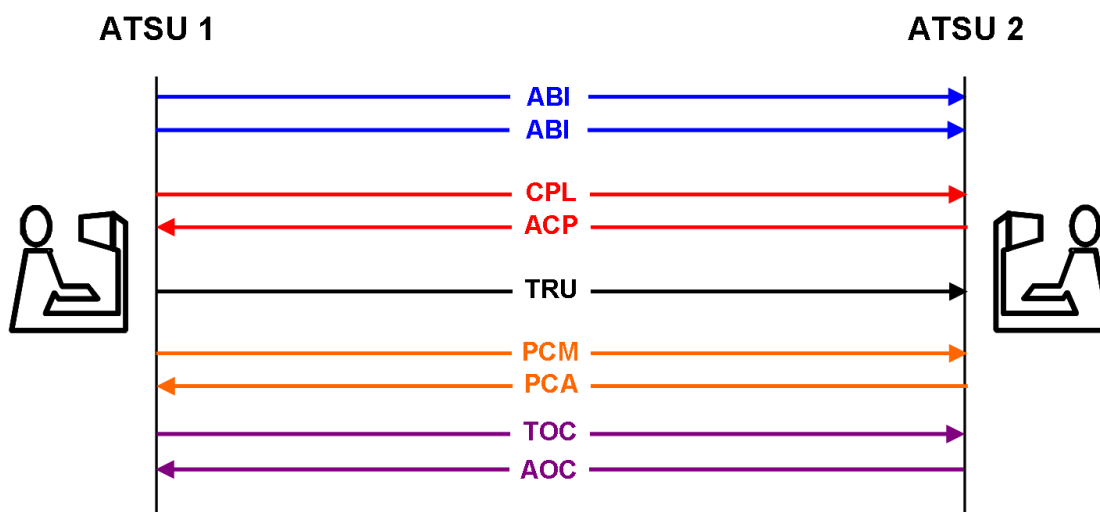 ATSU 1
ATSU 2
ABI
ABI
CPL
ACP
TRU
PCM
PCA
TOC
AOC